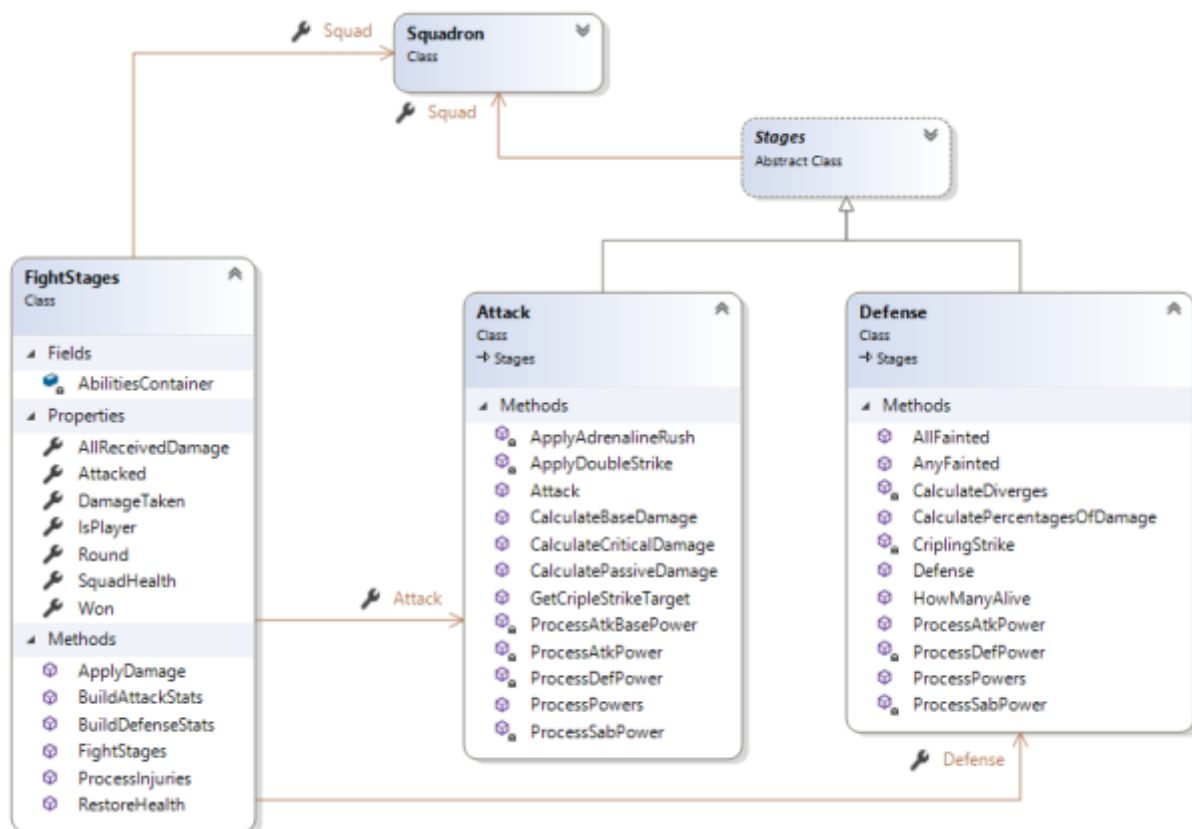 Squad
Squadron
Class
Squad
Stages
Abstract Class
FightStages
Class
Fields
AbilitiesContainer
Properties
AllReceivedDamage
Attacked
DamageTaken
IsPlayer
Round
SquadHealth
Won
Methods
ApplyDamage
BuildAttackStats
BuildDefenseStats
FightStages
ProcessInjuries
RestoreHealth
Attack
Attack
Class
Stages
Methods
ApplyAdrenalineRush
ApplyDoubleStrike
Attack
CalculateBaseDamage
CalculateCriticalDamage
CalculatePassiveDamage
GetCripleStrikeTarget
ProcessAtkBasePower
ProcessAtkPower
ProcessDefPower
ProcessPowers
ProcessSabPower
Defense
Class
Stages
Methods
AllFainted
AnyFainted
CalculateDiverges
CalculatePercentagesOfDamage
CriplingStrike
Defense
HowManyAlive
ProcessAtkPower
ProcessDefPower
ProcessPowers
ProcessSabPower
Defense